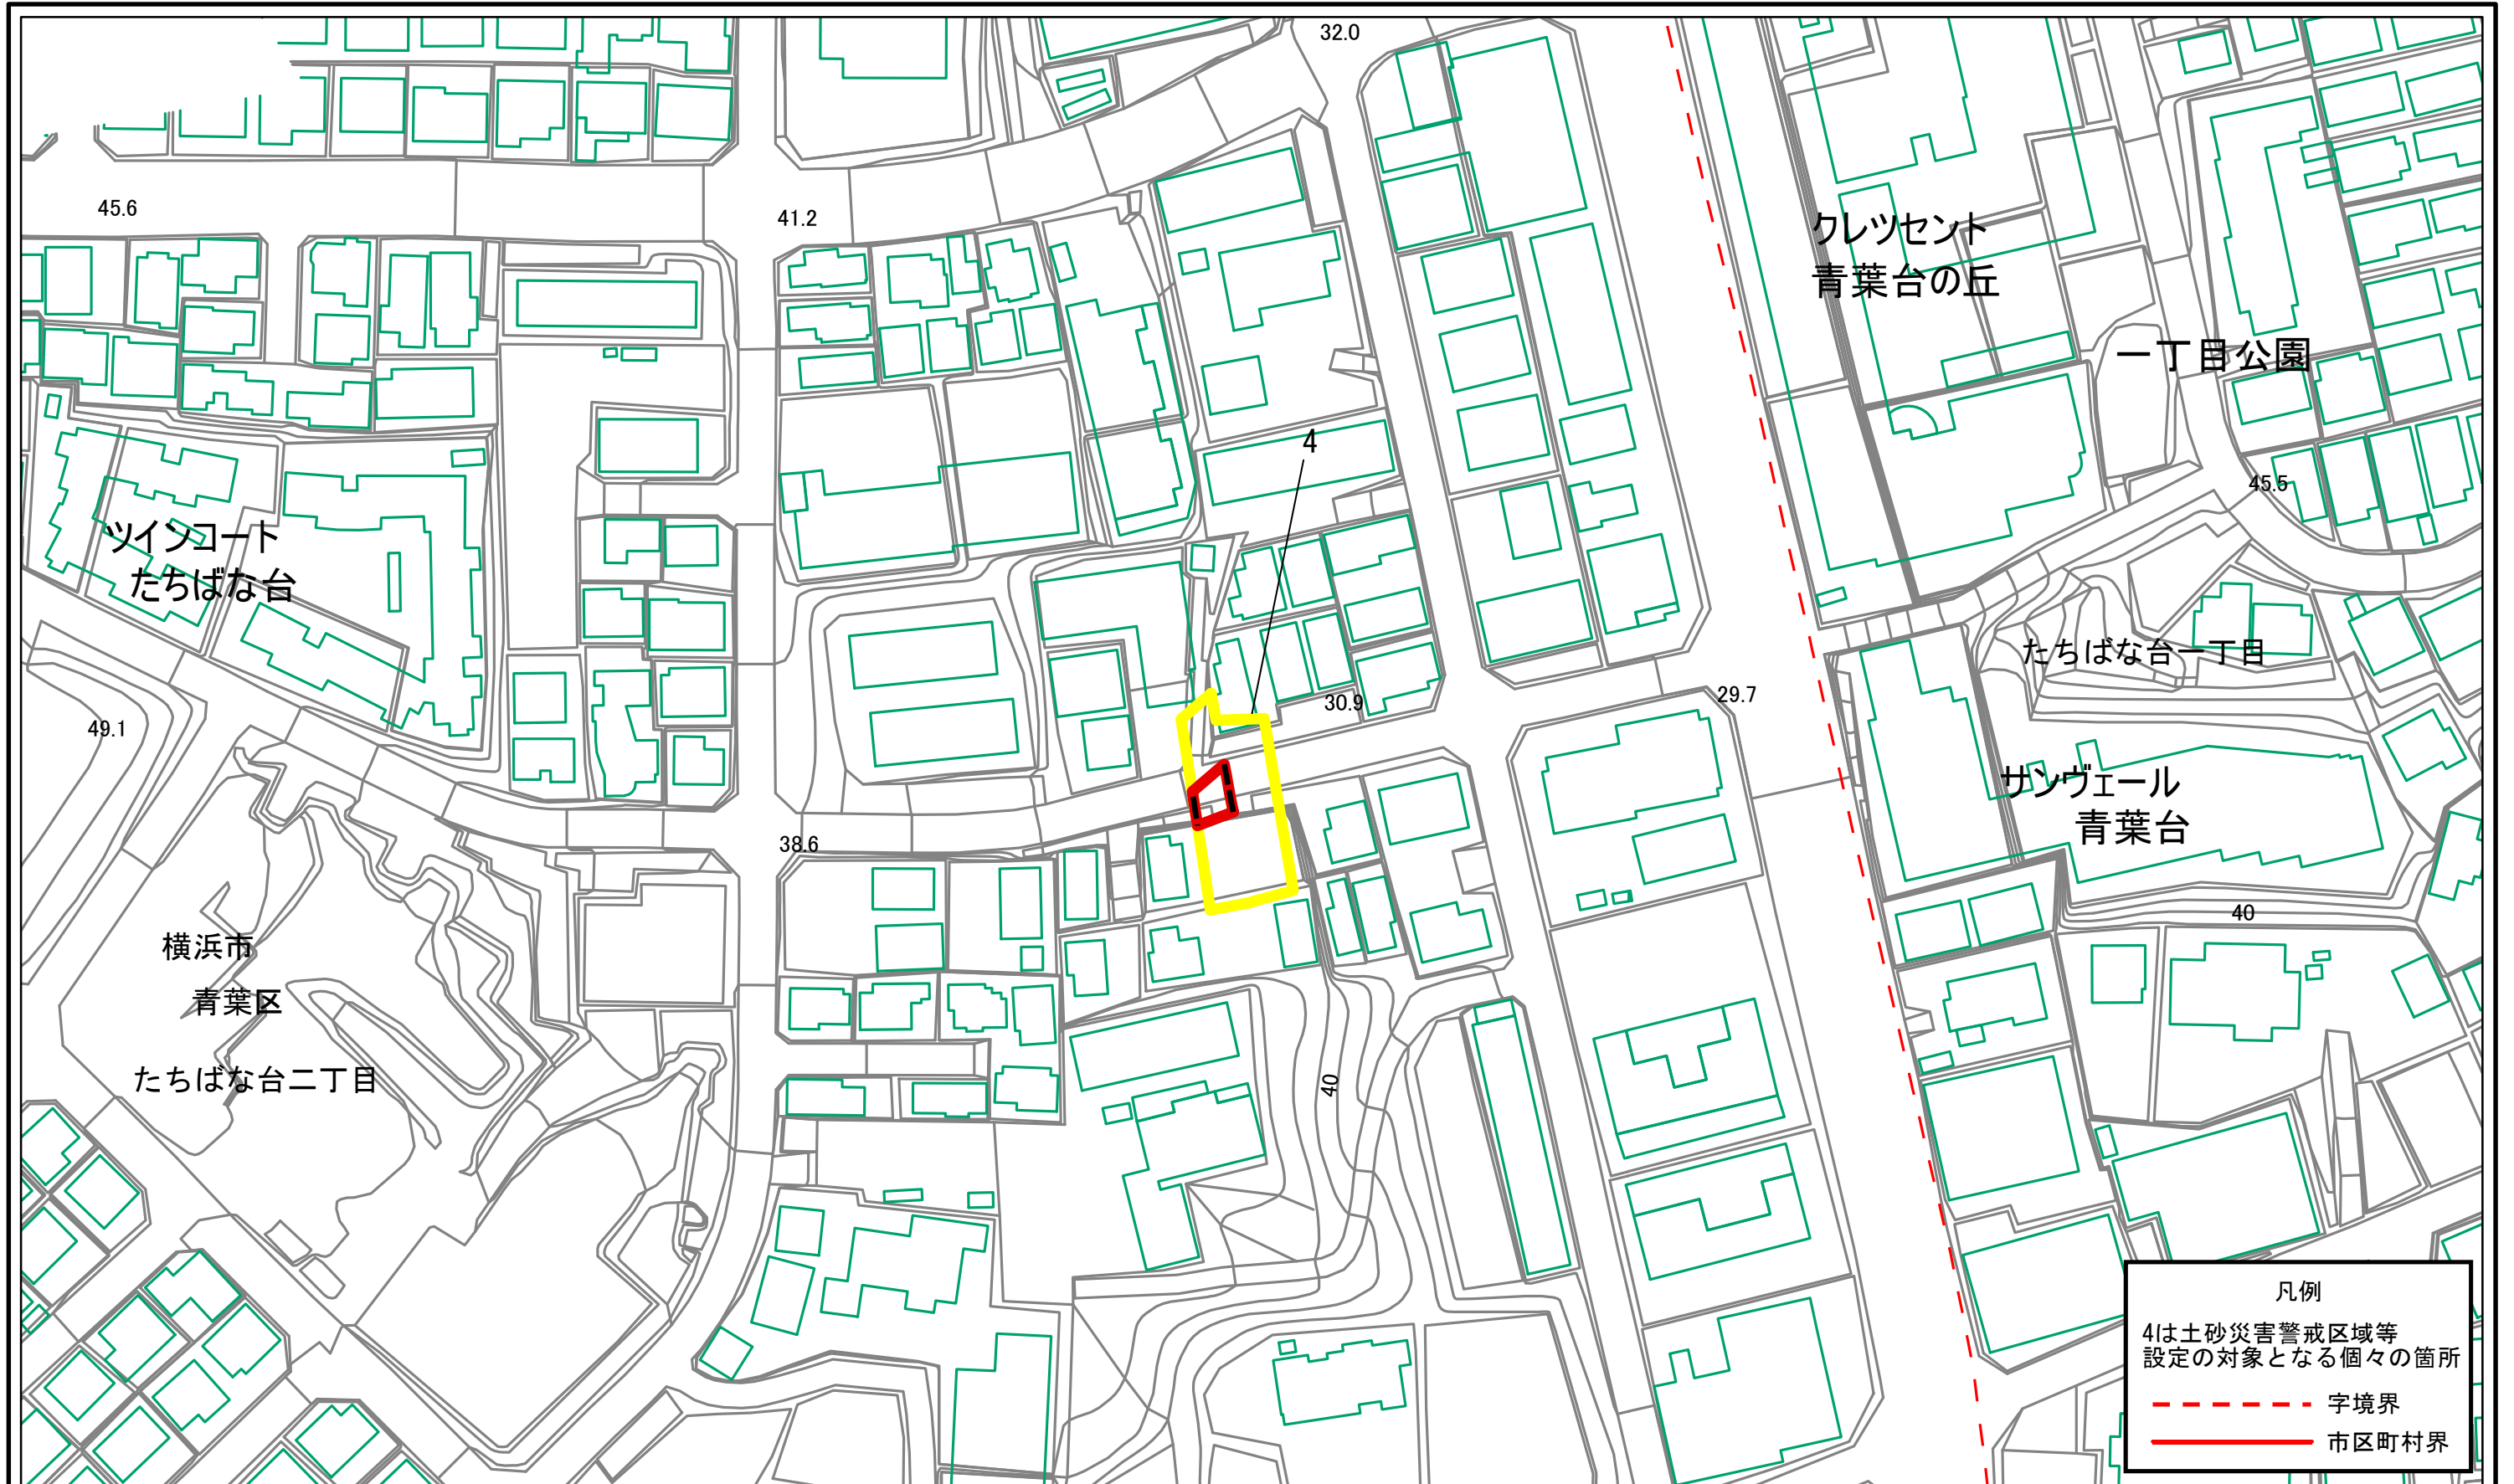 32.0
45.6
41.2
クレツセント
青葉台の丘
一丁目公園
4
45.5
ツインコート
たちばな台
たちばな台一丁目
49.1
30.9
29.7
サンヴェール
青葉台
38.6
40
横浜市
青葉区
たちばな台二丁目
40
凡例
4は土砂災害警戒区域等
設定の対象となる個々の箇所
字境界
市区町村界